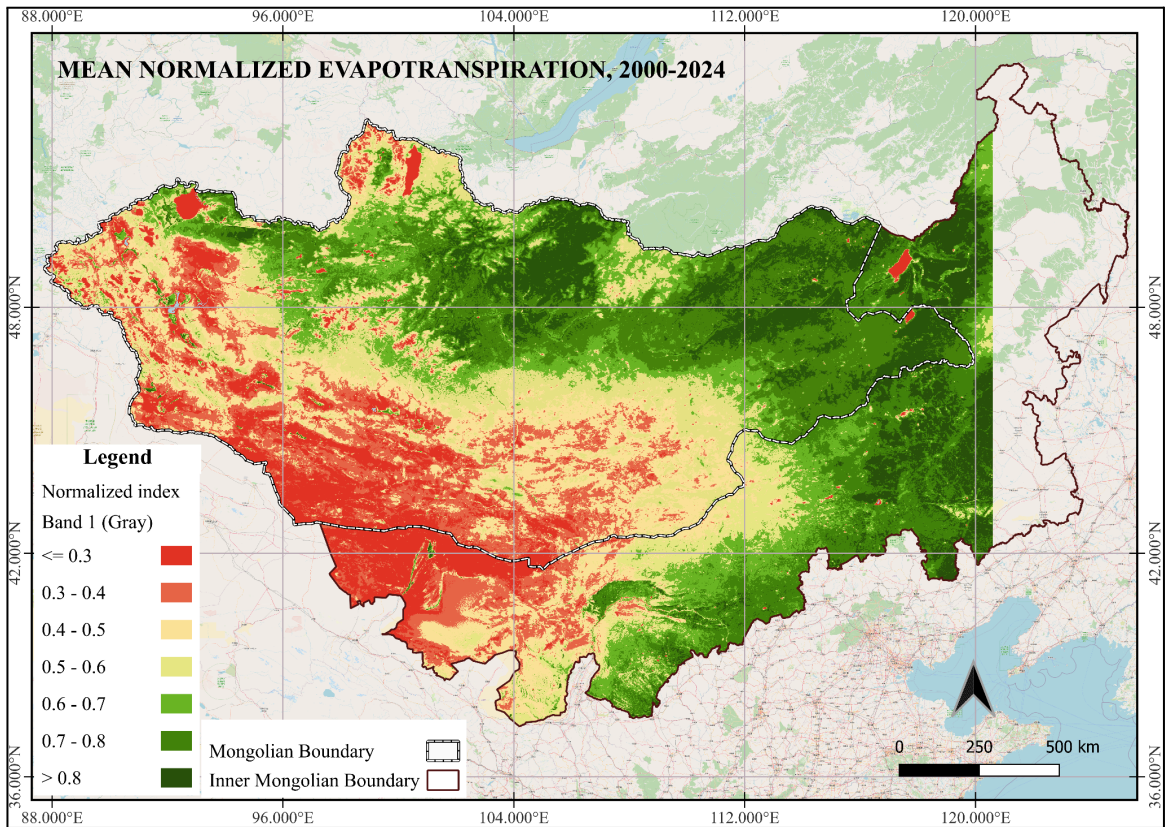 88.000°E 96.000°E 104.000°E 112.000°E 120.000°E
MEAN NORMALIZED EVAPOTRANSPIRATION, 2000-2024
48.000°N 48.000°N
42.000°N 42.000°N
36.000°N 36.000°N
Legend
Normalized index
Band 1 (Gray)
<= 0.3
0.3 - 0.4
0.4 - 0.5
0.5 - 0.6
0.6 - 0.7
0.7 - 0.8
> 0.8
Mongolian Boundary
Inner Mongolian Boundary
0 250 500 km
88.000°E 96.000°E 104.000°E 112.000°E 120.000°E